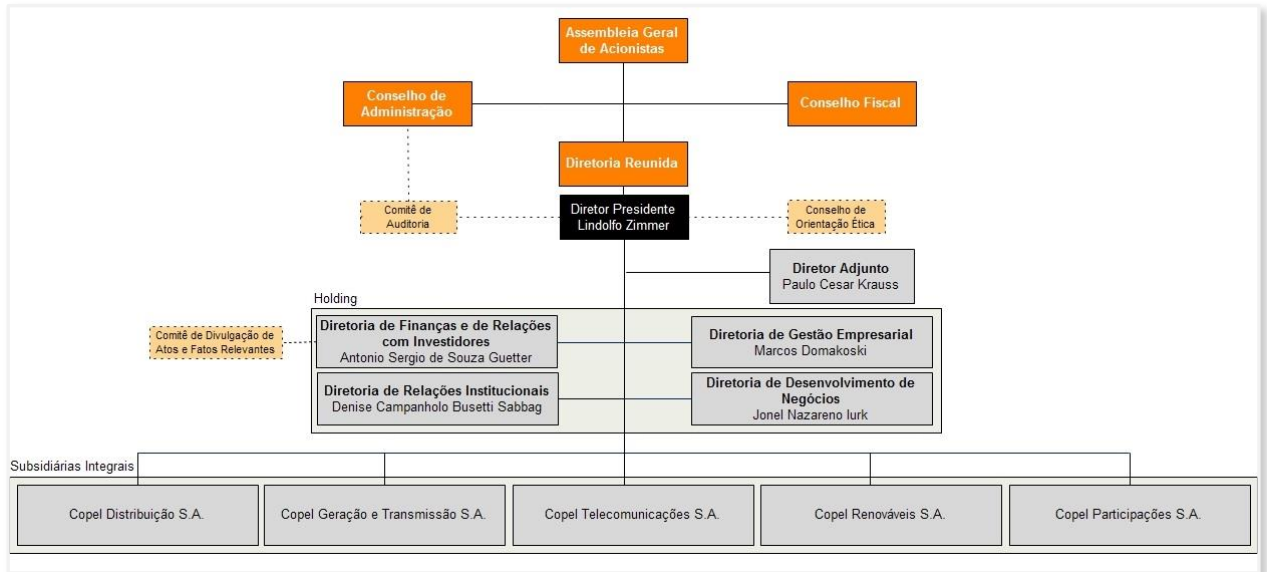 Assembleia Geral
de Acionistas
Conselho de
Administração
Conselho Fiscal
Diretoria Reunida
Comitê de
Auditoria
Diretor Presidente
Lindolfo Zimmer
Conselho de
Orientação Ética
Diretor Adjunto
Paulo Cesar Krauss
Holding
Comitê de Divulgação de
Atos e Fatos Relevantes
Diretoria de Finanças e de Relações
com Investidores
Antonio Sergio de Souza Guetter
Diretoria de Gestão Empresarial
Marcos Domakoski
Diretoria de Relações Institucionais
Denise Campanholo Busetti Sabbag
Diretoria de Desenvolvimento de
Negócios
Jonel Nazareno Iurk
Subsidiárias Integrais
Copel Distribuição S.A.
Copel Geração e Transmissão S.A.
Copel Telecomunicações S.A.
Copel Renováveis S.A.
Copel Participações S.A.